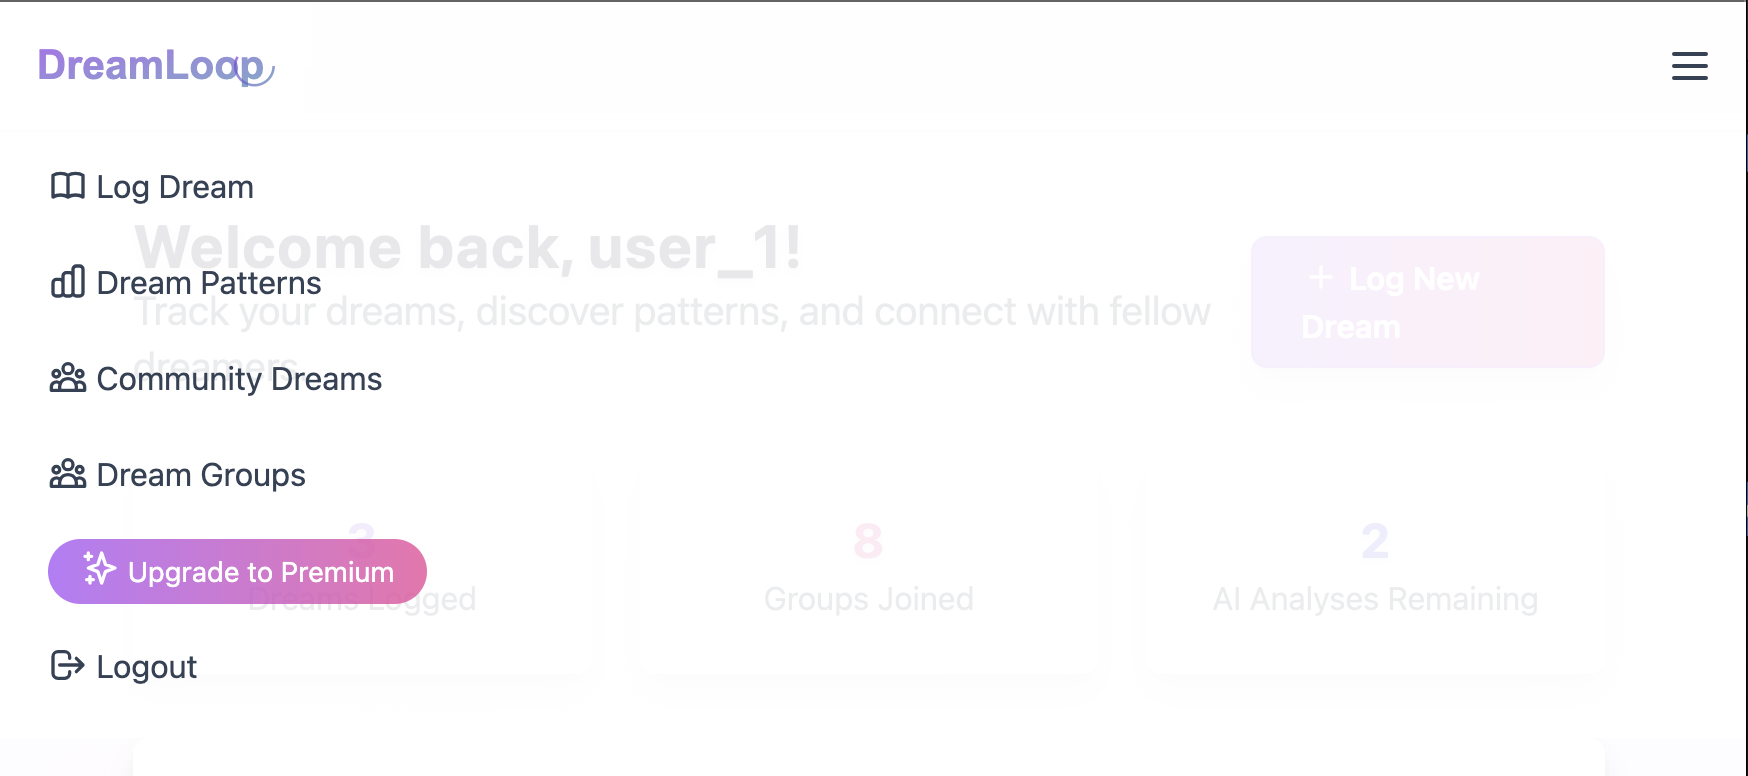 DreamLoop
Log Dream
Welcome back, user_1!
Dream Patterns
Track your dreams, discover patterns, and connect with fellow
dreamers.
+ Log New
Dream
Community Dreams
Dream Groups
3
8
2
Upgrade to Premium
Dreams Logged
Groups Joined
AI Analyses Remaining
Logout